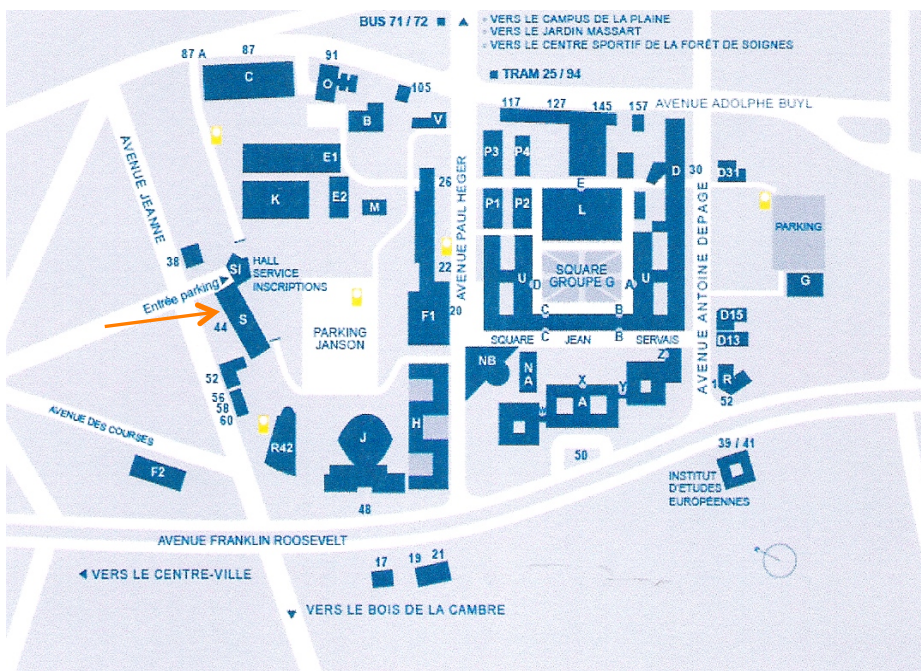 BUS 71 / 72
VERS LE CAMPUS DE LA PLAINE
VERS LE JARDIN MASSART
VERS LE CENTRE SPORTIF DE LA FORÊT DE SOIGNES
TRAM 25 / 94
87 A
87
91
105
C
O
B
V
117
127
145
157
AVENUE ADOLPHE BUYL
AVENUE JEANNE
E1
K
E2
M
26
AVENUE PAUL HEGER
P3
P4
P1
P2
E
L
D
30
D31
AVENUE ANTOINE DEPAGE
PARKING
G
38
SI
HALL
SERVICE
INSCRIPTIONS
Entrée parking
S
44
PARKING
JANSON
22
20
F1
U
D
SQUARE
GROUPE G
A
U
C
B
C
B
SQUARE
JEAN
SERVAIS
D15
D13
R
1
52
NB
N
A
X
A
Y
Z
W
52
56
58
60
AVENUE DES COURSES
F2
R42
J
H
48
50
39 / 41
INSTITUT
D'ETUDES
EUROPÉENNES
AVENUE FRANKLIN ROOSEVELT
17
19
21
VERS LE CENTRE-VILLE
VERS LE BOIS DE LA CAMBRE